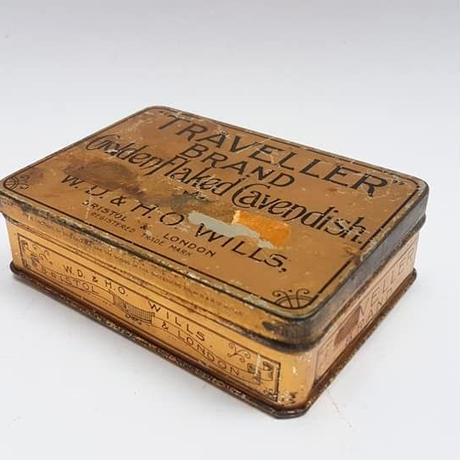 "TRAVELLER"
BRAND
Golden Flaked Cavendish.
W. D. & H. O. WILLS,
BRISTOL & LONDON
REGISTERED TRADE MARK
W.D. & H.O. WILLS.
BRISTOL & LONDON.